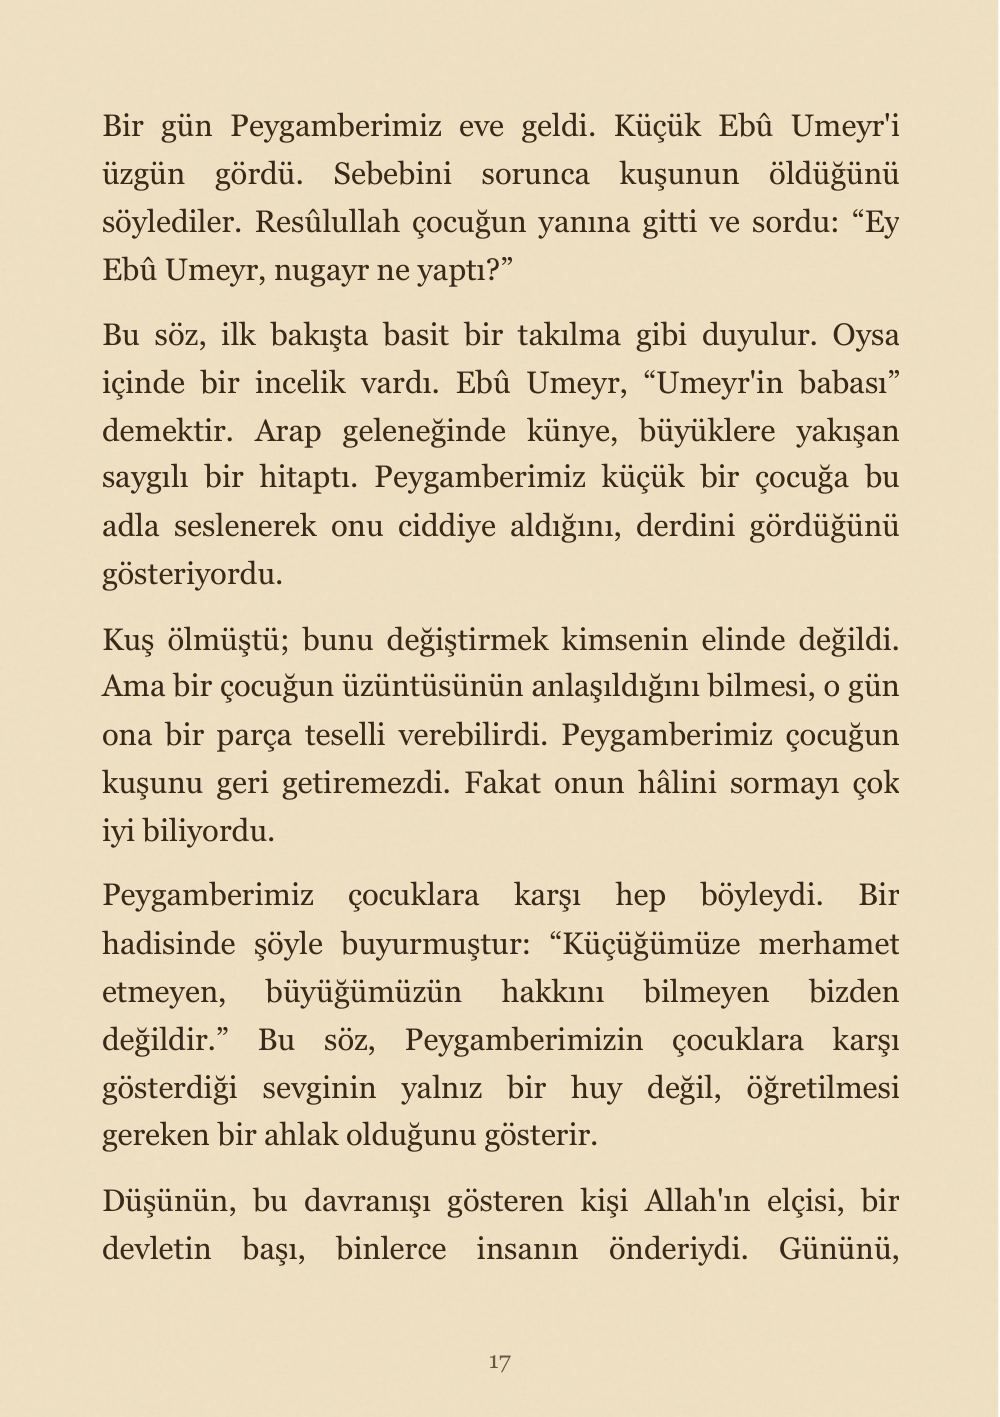 Bir gün Peygamberimiz eve geldi. Küçük Ebû Umeyr'i
üzgün gördü. Sebebini sorunca kuşunun öldüğünü
söylediler. Resûlullah çocuğun yanına gitti ve sordu: “Ey
Ebû Umeyr, nugayr ne yaptı?”
Bu söz, ilk bakışta basit bir takılma gibi duyulur. Oysa
içinde bir incelik vardı. Ebû Umeyr, “Umeyr'in babası”
demektir. Arap geleneğinde künye, büyüklere yakışan
saygılı bir hitaptı. Peygamberimiz küçük bir çocuğa bu
adla seslenerek onu ciddiye aldığını, derdini gördüğünü
gösteriyordu.
Kuş ölmüştü; bunu değiştirmek kimsenin elinde değildi.
Ama bir çocuğun üzüntüsünün anlaşıldığını bilmesi, o gün
ona bir parça teselli verebilirdi. Peygamberimiz çocuğun
kuşunu geri getiremezdi. Fakat onun hâlini sormayı çok
iyi biliyordu.
Peygamberimiz çocuklara karşı hep böyleydi. Bir
hadisinde şöyle buyurmuştur: “Küçüğümüze merhamet
etmeyen, büyüğümüzün hakkını bilmeyen bizden
değildir.” Bu söz, Peygamberimizin çocuklara karşı
gösterdiği sevginin yalnız bir huy değil, öğretilmesi
gereken bir ahlak olduğunu gösterir.
Düşünün, bu davranışı gösteren kişi Allah'ın elçisi, bir
devletin başı, binlerce insanın önderiydi. Gününü,
17